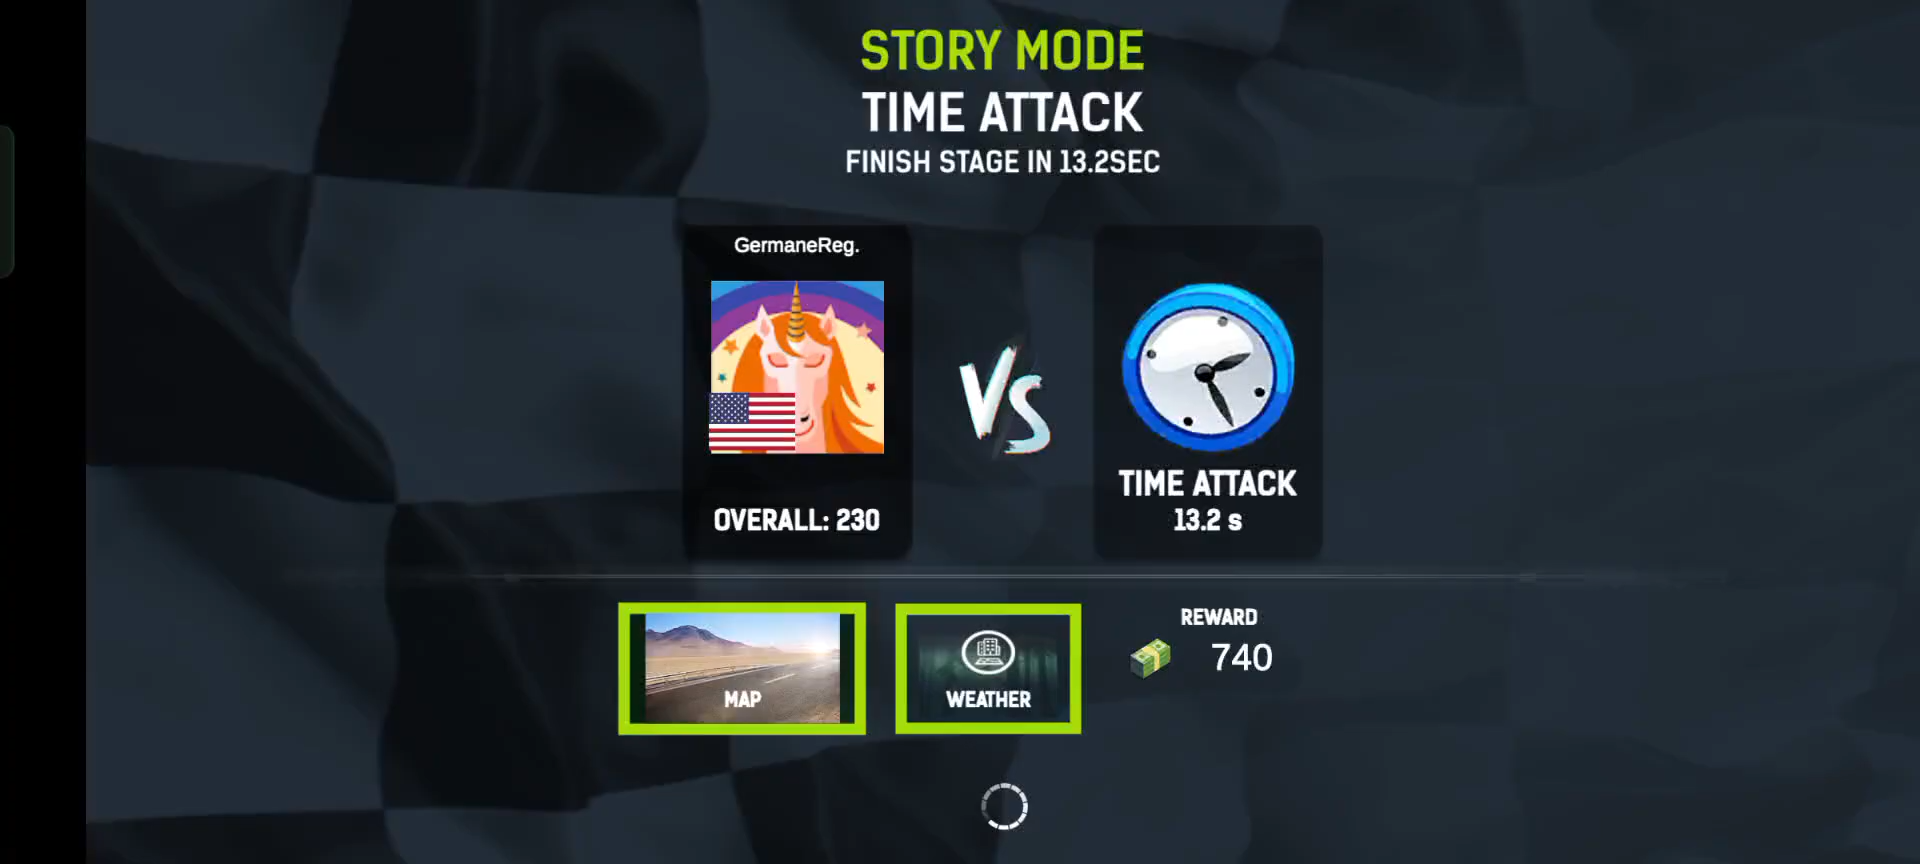 STORY MODE
TIME ATTACK
FINISH STAGE IN 13.2SEC
GermaneReg.
VS
OVERALL: 230
TIME ATTACK
13.2 s
MAP
WEATHER
REWARD
740